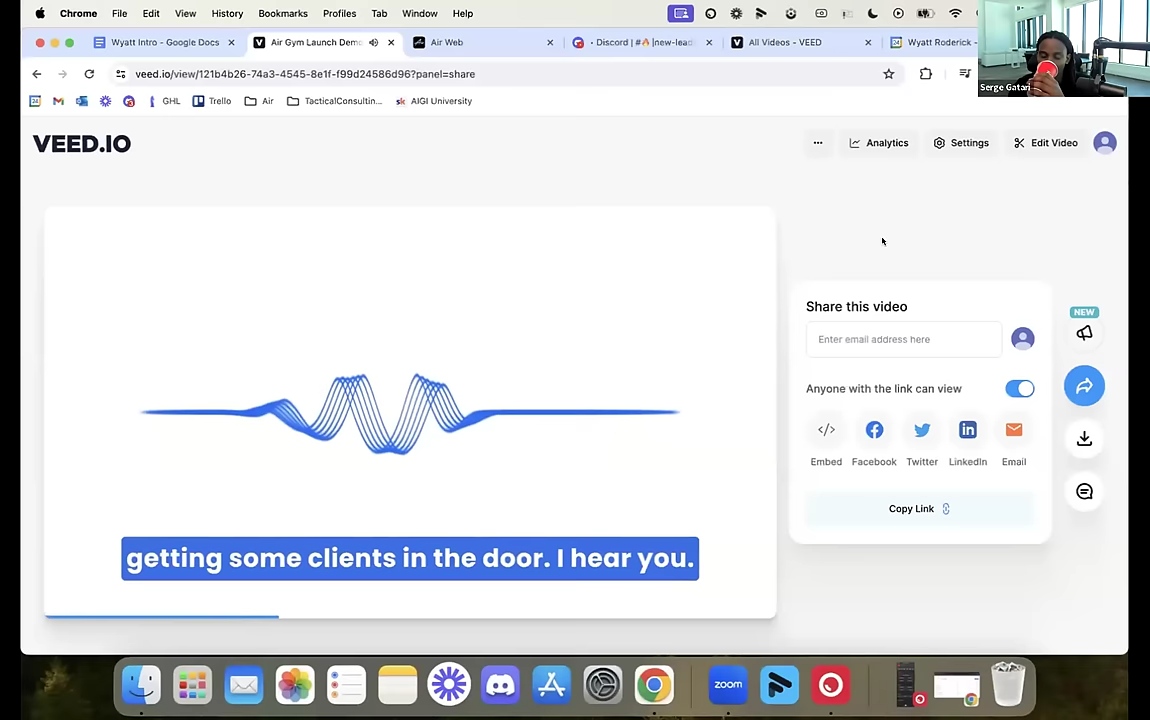 Chrome File Edit View History Bookmarks Profiles Tab Window Help
Wyatt Intro - Google Docs
Air Gym Launch Demo
Air Web
• Discord | #🔥|new-lead
All Videos - VEED
Wyatt Roderick -
Serge Gatari
veed.io/view/121b4b26-74a3-4545-8e1f-f99d24586d96?panel=share
GHL Trello Air TacticalConsultin... AIGI University
VEED.IO
Analytics Settings Edit Video
Share this video
Enter email address here
NEW
Anyone with the link can view
Embed Facebook Twitter LinkedIn Email
Copy Link
getting some clients in the door. I hear you.
zoom